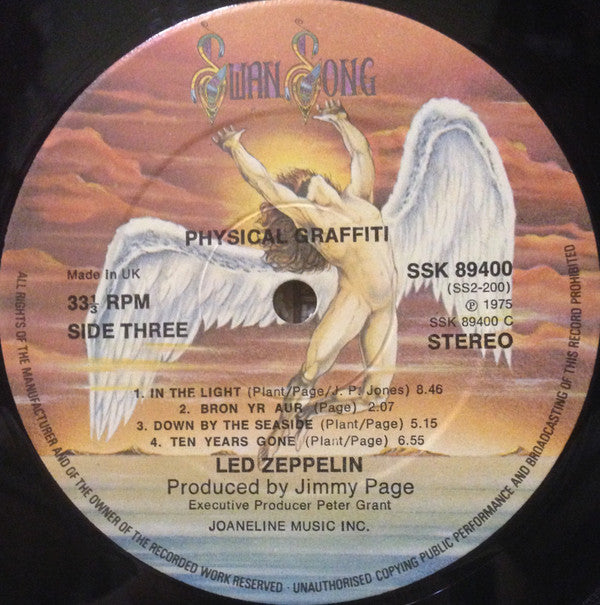 SWAN SONG
PHYSICAL GRAFFITI
Made in UK
33⅓ RPM
SIDE THREE
SSK 89400
(SS2-200)
℗ 1975
SSK 89400 C
STEREO
1. IN THE LIGHT (Plant/Page/J. P. Jones) 8.46
2. BRON YR AUR (Page) 2.07
3. DOWN BY THE SEASIDE (Plant/Page) 5.15
4. TEN YEARS GONE (Plant/Page) 6.55
LED ZEPPELIN
Produced by Jimmy Page
Executive Producer Peter Grant
JOANELINE MUSIC INC.
ALL RIGHTS OF THE MANUFACTURER AND OF THE OWNER OF THE RECORDED WORK RESERVED · UNAUTHORISED COPYING PUBLIC PERFORMANCE AND BROADCASTING OF THIS RECORD PROHIBITED